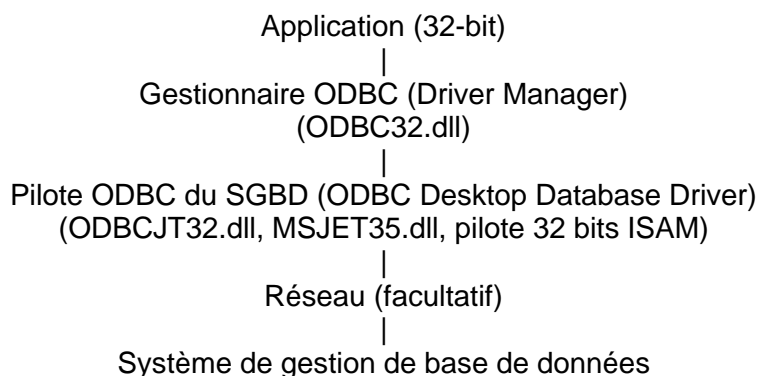 Application (32-bit)
|
Gestionnaire ODBC (Driver Manager)
(ODBC32.dll)
|
Pilote ODBC du SGBD (ODBC Desktop Database Driver)
(ODBCJT32.dll, MSJET35.dll, pilote 32 bits ISAM)
|
Réseau (facultatif)
|
Système de gestion de base de données